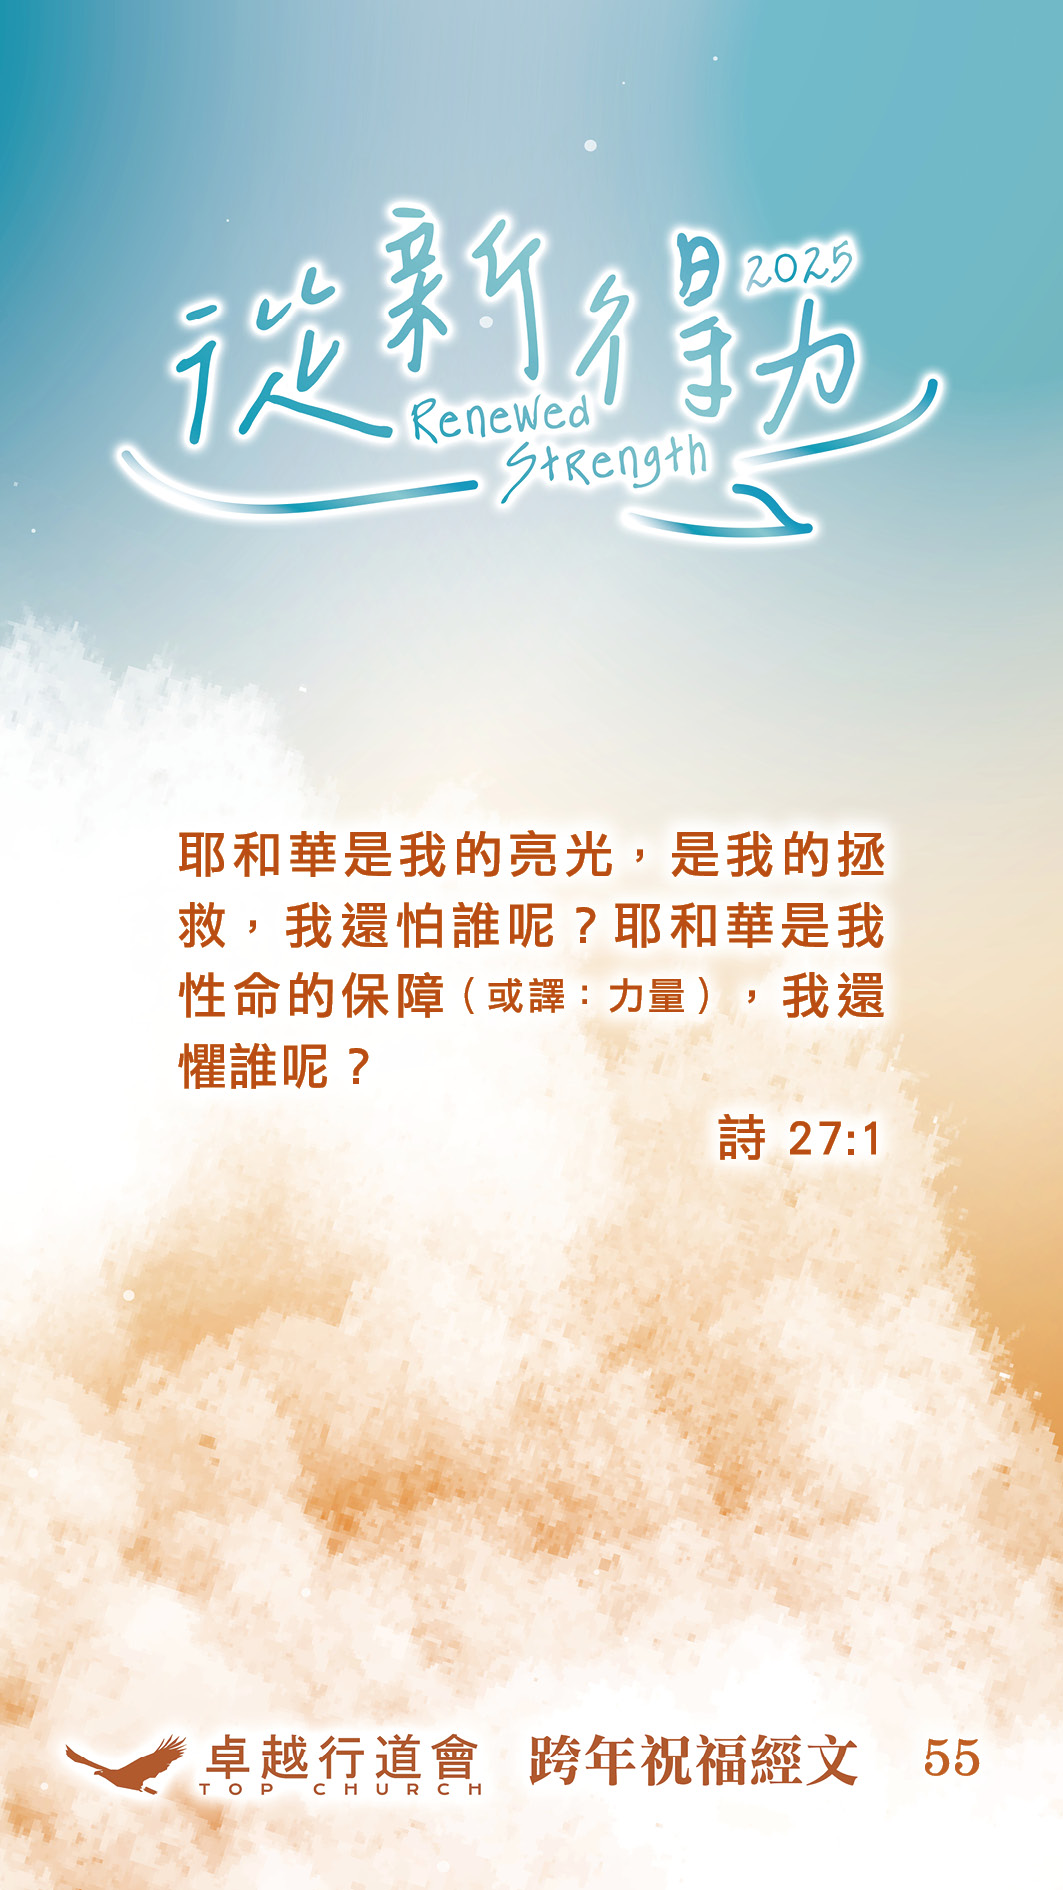 從新得力 2025
Renewed
Strength
耶和華是我的亮光，是我的拯
救，我還怕誰呢？耶和華是我
性命的保障（或譯：力量），我還
懼誰呢？
詩 27:1
卓越行道會 跨年祝福經文 55
TOP CHURCH